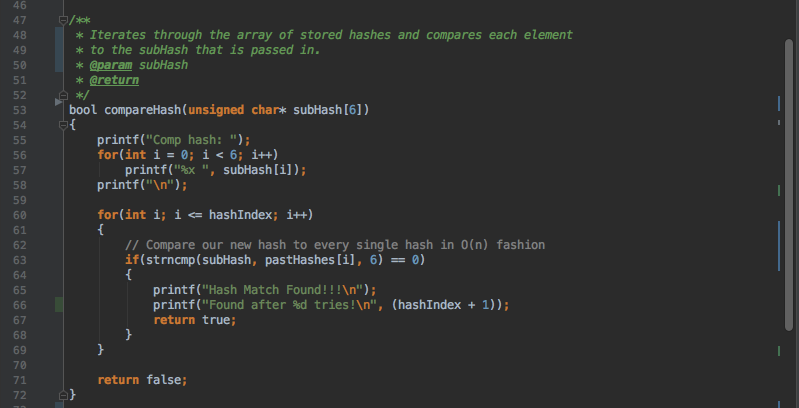 46
47 /**
48 * Iterates through the array of stored hashes and compares each element
49 * to the subHash that is passed in.
50 * @param subHash
51 * @return
52 */
53 bool compareHash(unsigned char* subHash[6])
54 {
55 printf("Comp hash: ");
56 for(int i = 0; i < 6; i++)
57 printf("%x ", subHash[i]);
58 printf("\n");
59
60 for(int i; i <= hashIndex; i++)
61 {
62 // Compare our new hash to every single hash in O(n) fashion
63 if(strncmp(subHash, pastHashes[i], 6) == 0)
64 {
65 printf("Hash Match Found!!!\n");
66 printf("Found after %d tries!\n", (hashIndex + 1));
67 return true;
68 }
69 }
70
71 return false;
72 }